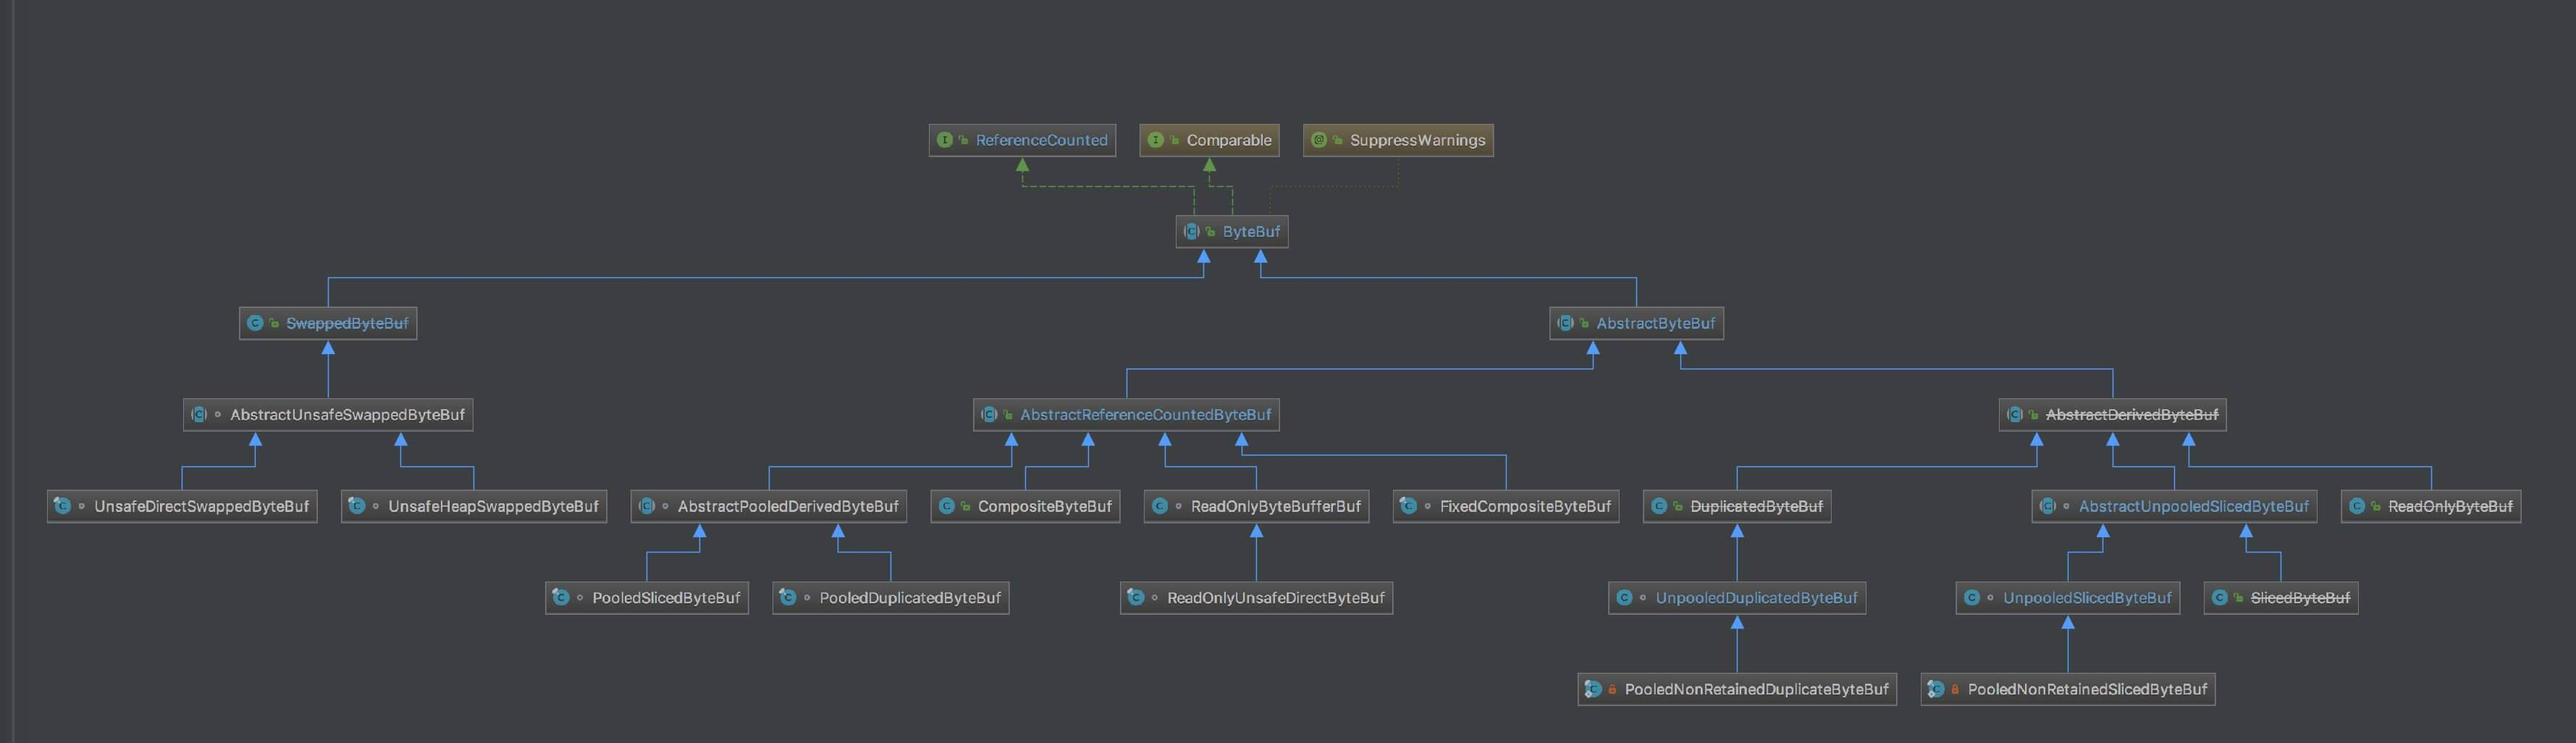 ReferenceCounted
Comparable
SuppressWarnings
ByteBuf
SwappedByteBuf
AbstractByteBuf
AbstractUnsafeSwappedByteBuf
AbstractReferenceCountedByteBuf
AbstractDerivedByteBuf
UnsafeDirectSwappedByteBuf
UnsafeHeapSwappedByteBuf
AbstractPooledDerivedByteBuf
CompositeByteBuf
ReadOnlyByteBufferBuf
FixedCompositeByteBuf
DuplicatedByteBuf
AbstractUnpooledSlicedByteBuf
ReadOnlyByteBuf
PooledSlicedByteBuf
PooledDuplicatedByteBuf
ReadOnlyUnsafeDirectByteBuf
UnpooledDuplicatedByteBuf
UnpooledSlicedByteBuf
SlicedByteBuf
PooledNonRetainedDuplicateByteBuf
PooledNonRetainedSlicedByteBuf